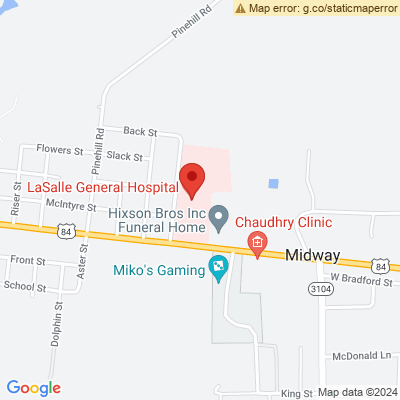 Map error: g.co/staticmaperror
Pinehill Rd
Back St
Flowers St
Slack St
Pinehill Rd
Riser St
LaSalle General Hospital
McIntyre St
Hixson Bros Inc
Funeral Home
Chaudhry Clinic
84
Midway
Aster St
Front St
Miko's Gaming
84
W Bradford St
School St
3104
Dolphin St
McDonald Ln
Google
King St
Map data ©2024